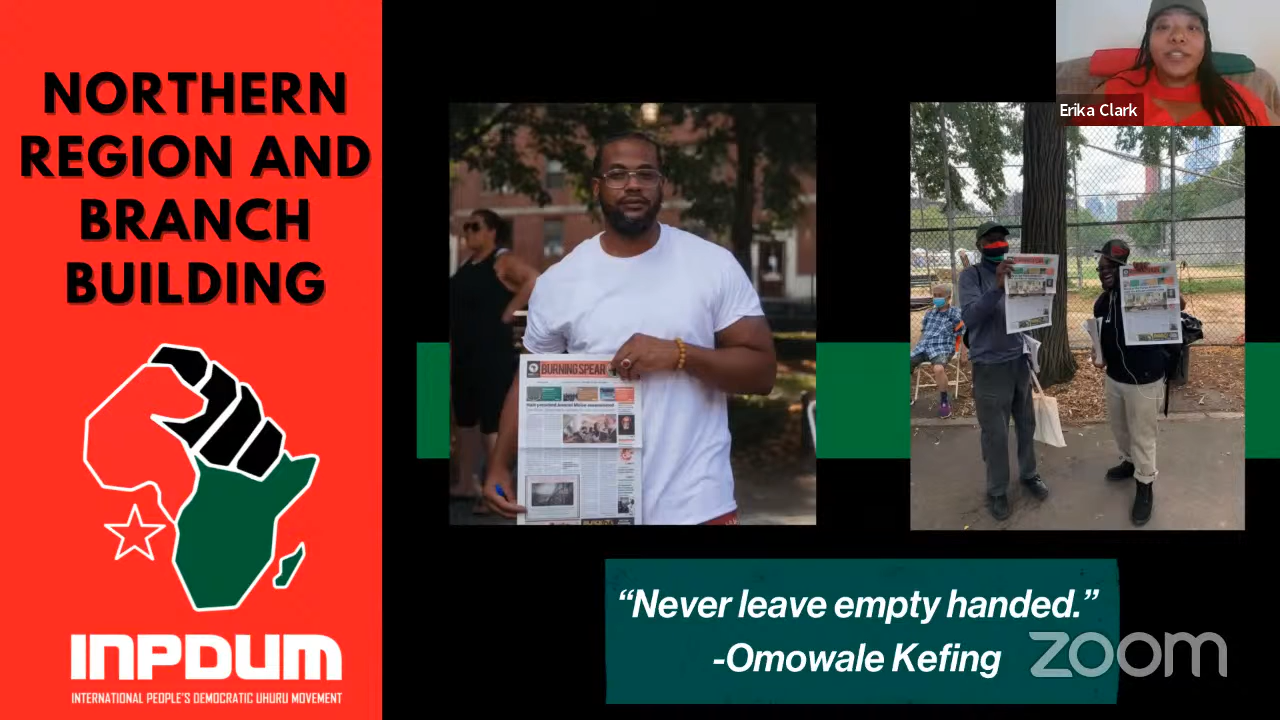 NORTHERN
REGION AND
BRANCH
BUILDING
INPDUM
INTERNATIONAL PEOPLE'S DEMOCRATIC UHURU MOVEMENT
BURNING SPEAR
Erika Clark
“Never leave empty handed.”
-Omowale Kefing
zoom